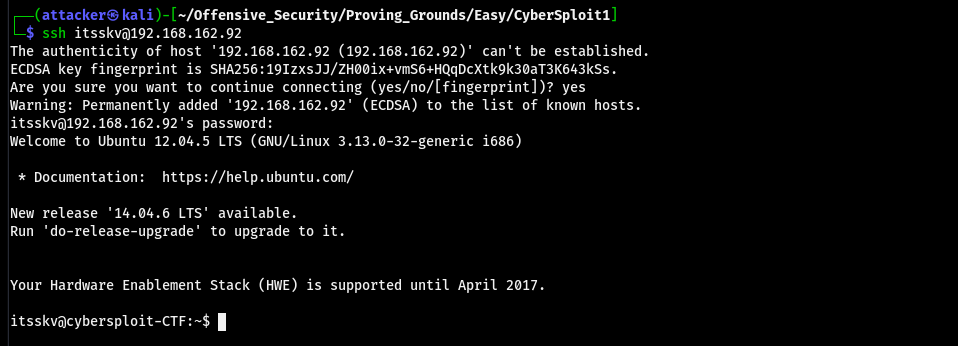 ┌──(attacker㉿kali)-[~/Offensive_Security/Proving_Grounds/Easy/CyberSploit1]
└─$ ssh itsskv@192.168.162.92
The authenticity of host '192.168.162.92 (192.168.162.92)' can't be established.
ECDSA key fingerprint is SHA256:19IzxsJJ/ZH00ix+vmS6+HQqDcXtk9k30aT3K643kSs.
Are you sure you want to continue connecting (yes/no/[fingerprint])? yes
Warning: Permanently added '192.168.162.92' (ECDSA) to the list of known hosts.
itsskv@192.168.162.92's password:
Welcome to Ubuntu 12.04.5 LTS (GNU/Linux 3.13.0-32-generic i686)
* Documentation:  https://help.ubuntu.com/
New release '14.04.6 LTS' available.
Run 'do-release-upgrade' to upgrade to it.
Your Hardware Enablement Stack (HWE) is supported until April 2017.
itsskv@cybersploit-CTF:~$